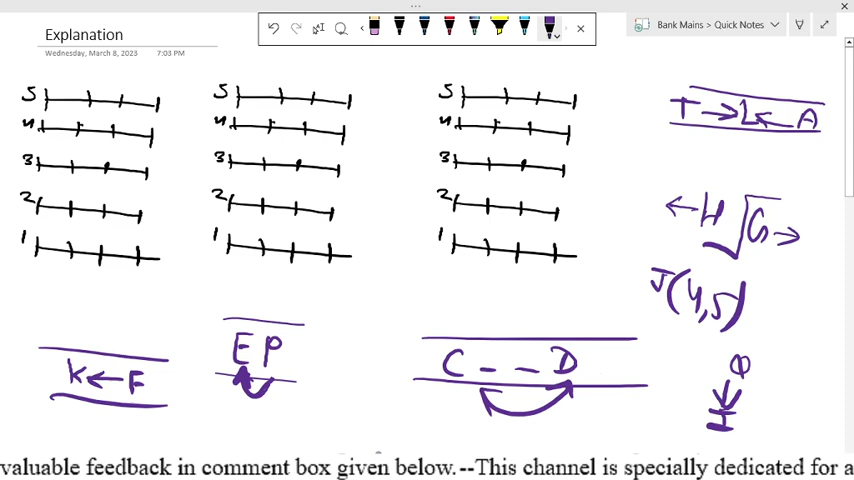 Explanation
Wednesday, March 8, 2023 7:03 PM
Bank Mains > Quick Notes
5 5 5
4 4 4
3 3 3
2 2 2
1 1 1
T → L ← A
← H G →
J (4,5)
K ← F
E P
C _ _ D
Q
↓
I
valuable feedback in comment box given below.--This channel is specially dedicated for a